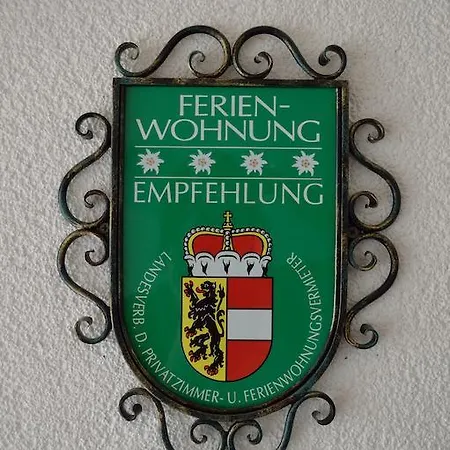 FERIEN-
WOHNUNG
EMPFEHLUNG
LANDESVERB. D. PRIVATZIMMER- U. FERIENWOHNUNGSVERMIETER